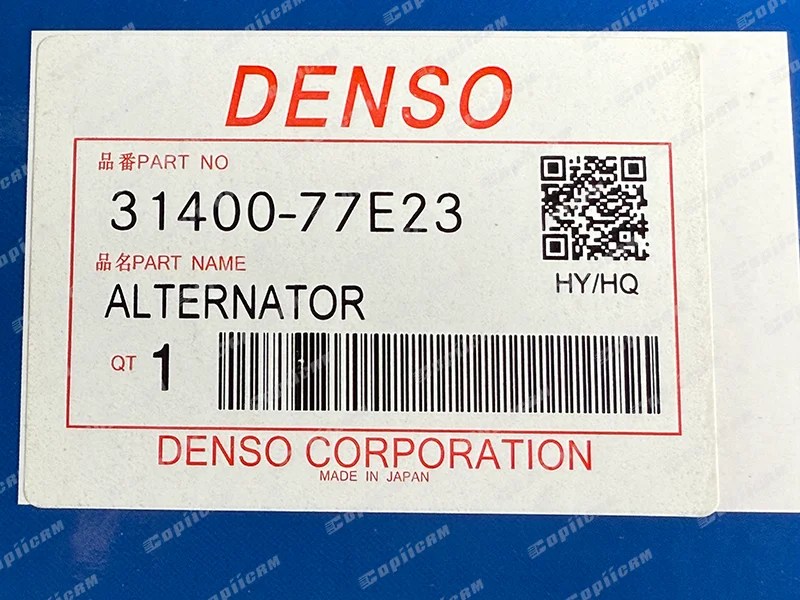 DENSO
品番PART NO
31400-77E23
HY/HQ
品名PART NAME
ALTERNATOR
QT 1
DENSO CORPORATION
MADE IN JAPAN
CopiiCRM